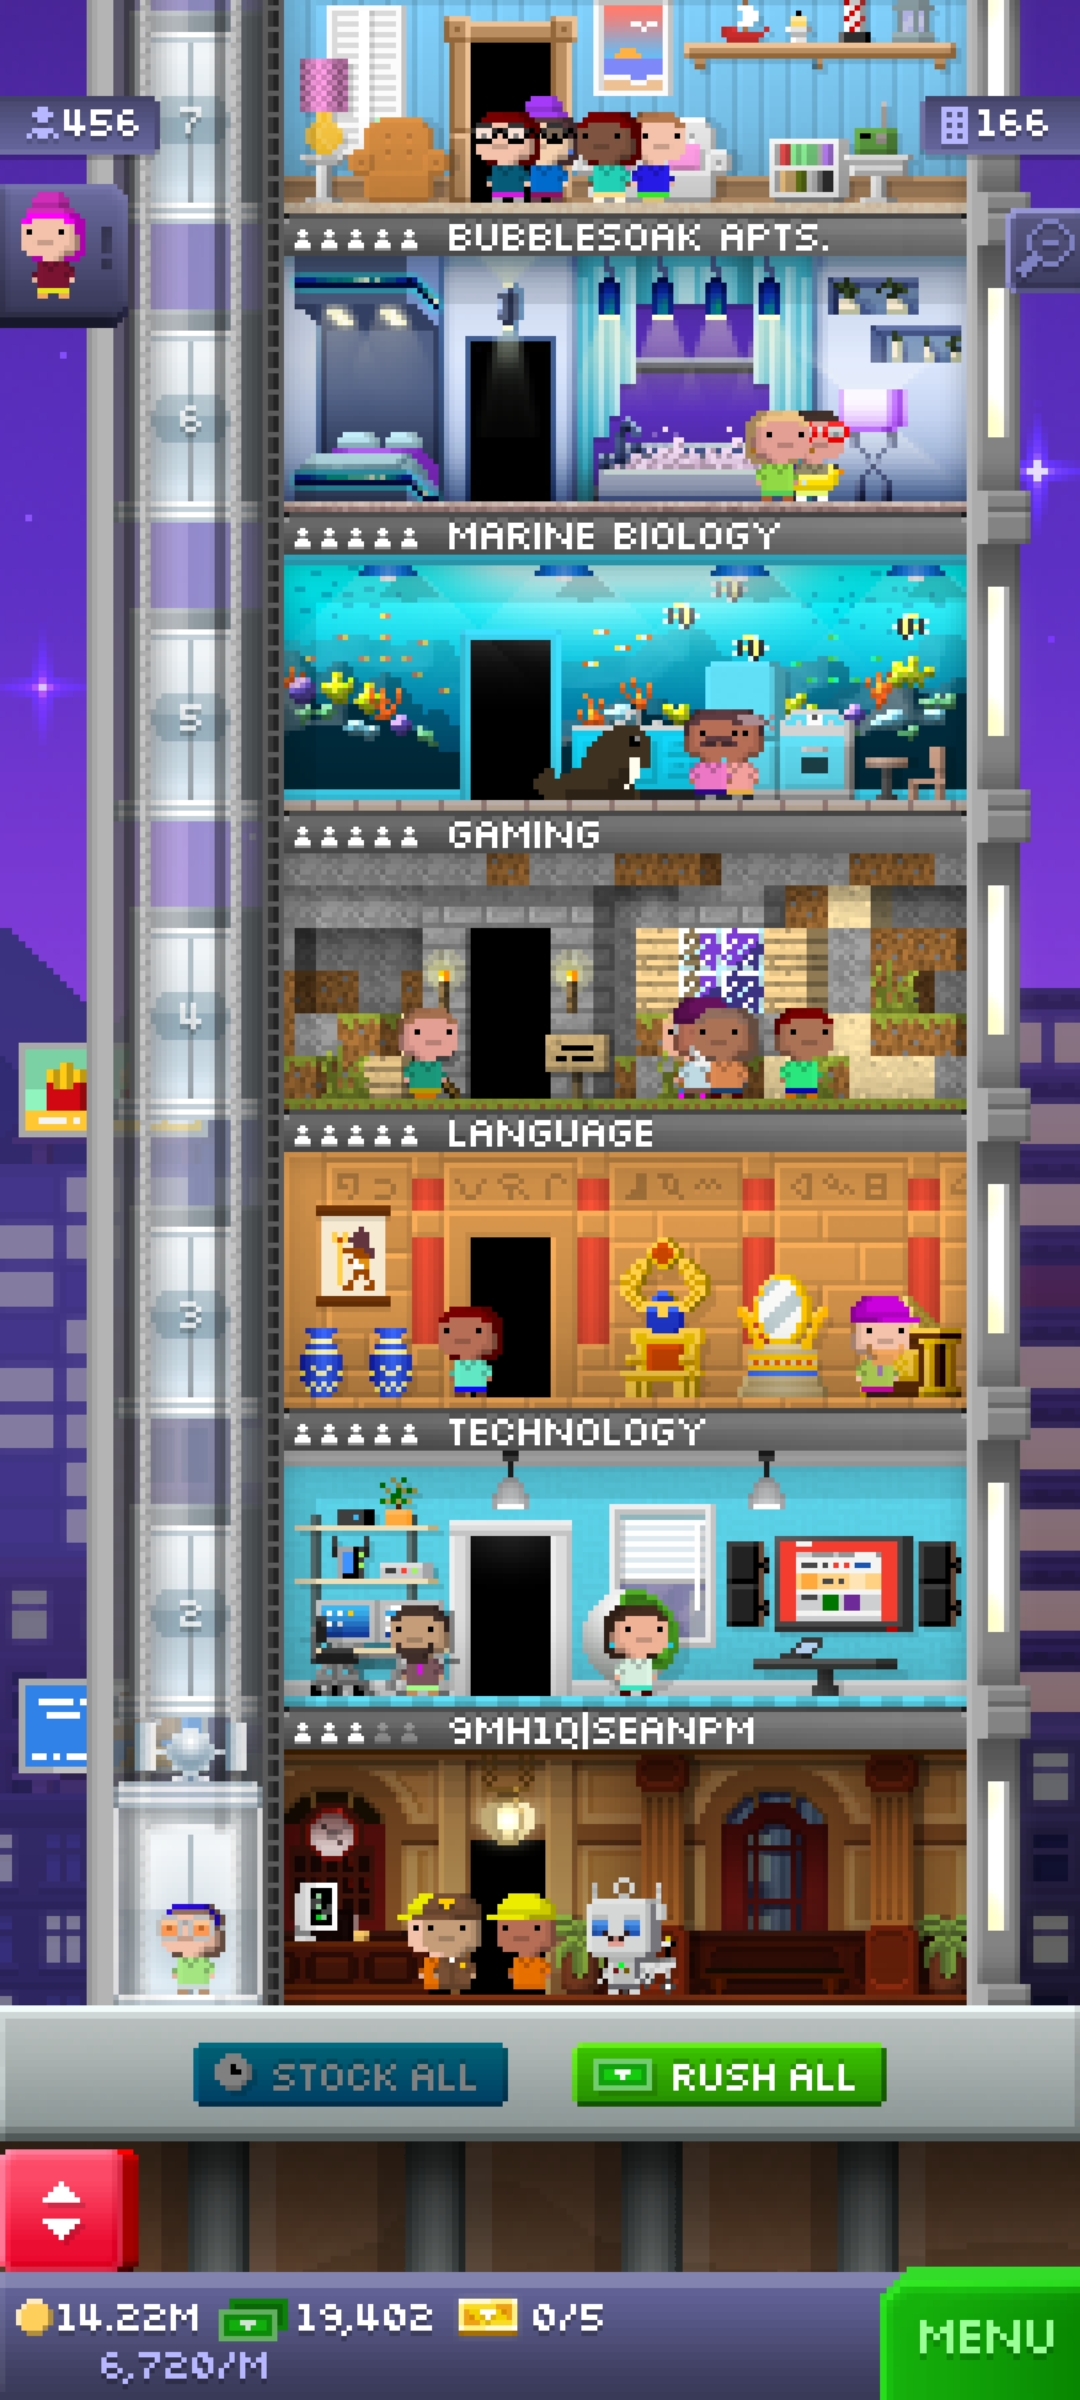 7
456
166
!
BUBBLESOAK APTS.
6
MARINE BIOLOGY
5
GAMING
4
LANGUAGE
3
TECHNOLOGY
2
9MH1Q|SEANPM
STOCK ALL
RUSH ALL
14.22M
19,402
0/5
6,720/M
MENU